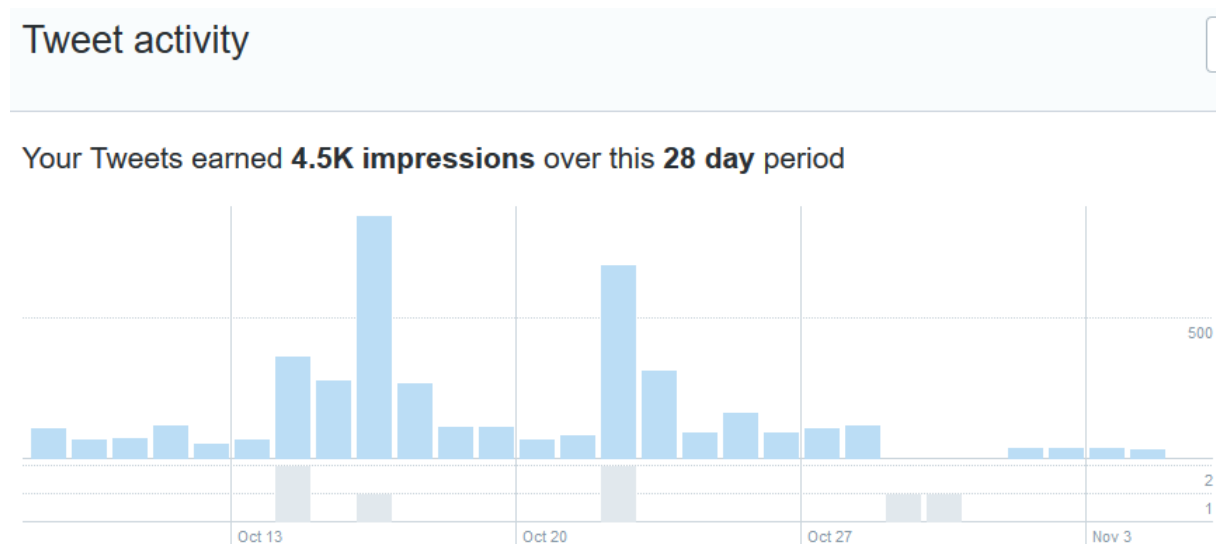 Tweet activity
Your Tweets earned 4.5K impressions over this 28 day period
500
2
1
Oct 13
Oct 20
Oct 27
Nov 3